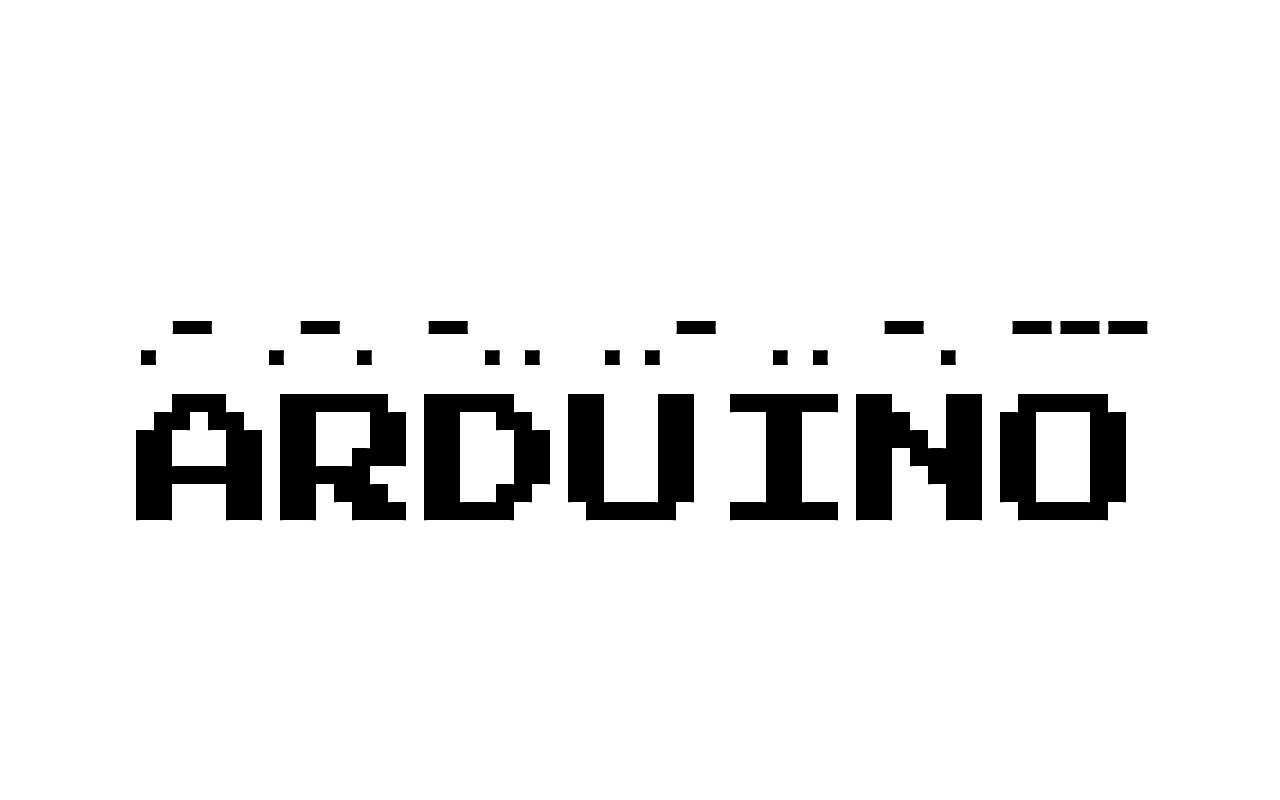 .- .-. -.. ..- .. -. ---
ARDUINO